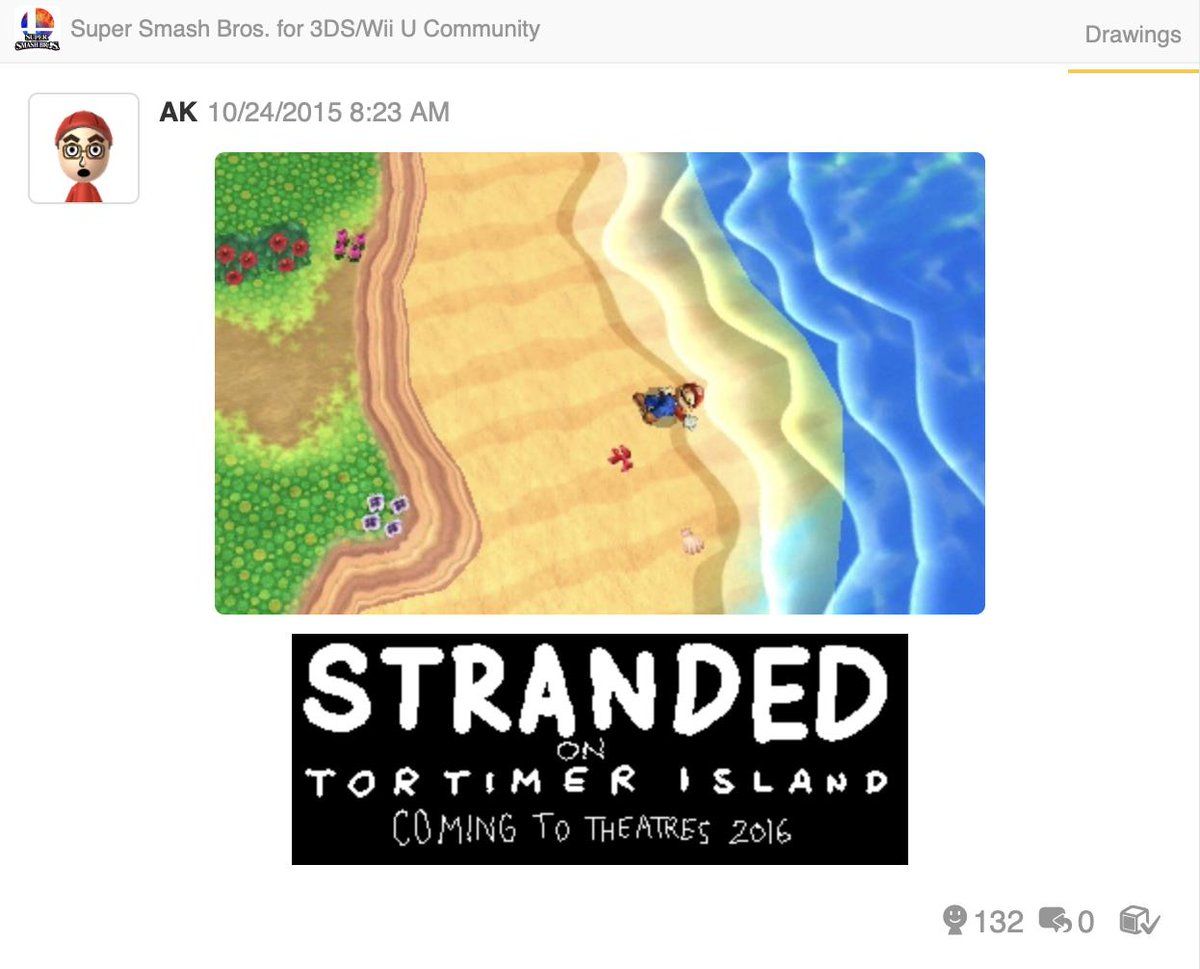 SUPER
SMASH BROS
Super Smash Bros. for 3DS/Wii U Community
Drawings
AK 10/24/2015 8:23 AM
STRANDED
ON
TORTIMER ISLAND
COMING TO THEATRES 2016
132 0